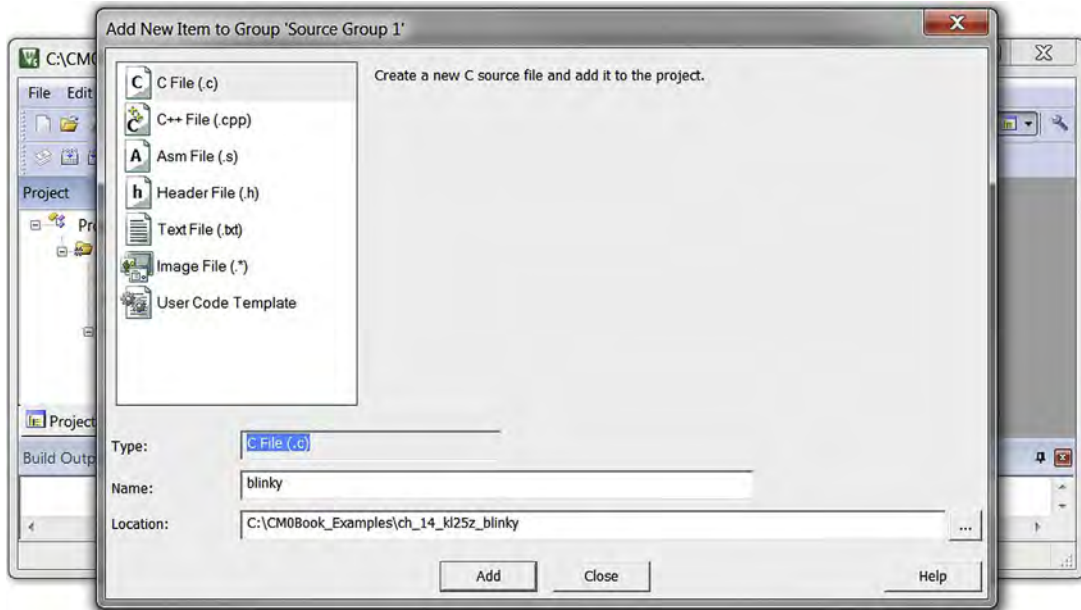 Add New Item to Group 'Source Group 1'
C:\CM0
File Edit
Project
Create a new C source file and add it to the project.
C File (.c)
C++ File (.cpp)
Asm File (.s)
Header File (.h)
Text File (.txt)
Image File (.*)
User Code Template
Project
Build Outp
Type:
C File (.c)
Name:
blinky
Location:
C:\CM0Book_Examples\ch_14_kl25z_blinky
...
Add
Close
Help